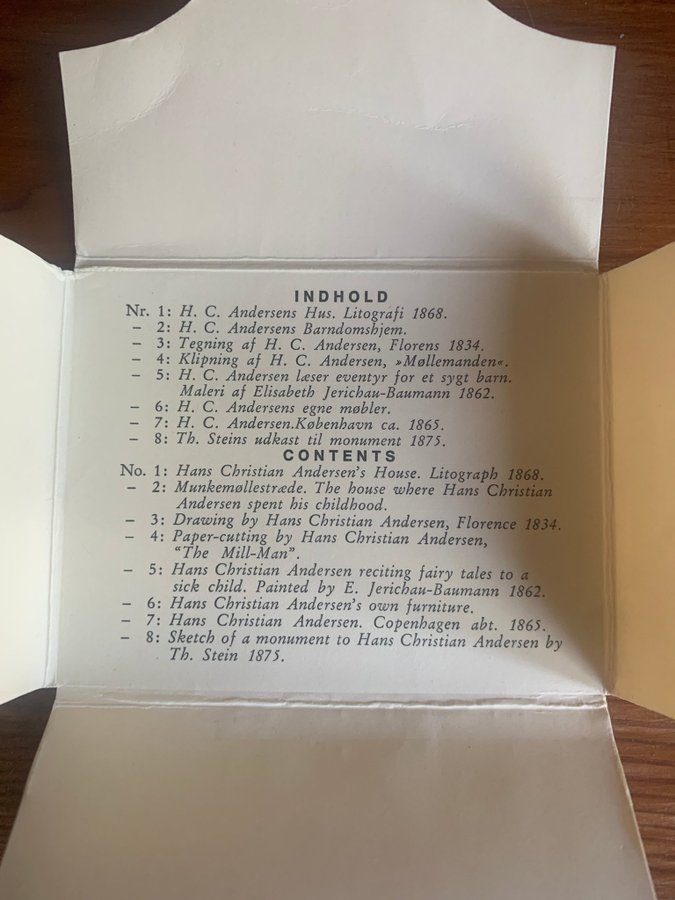 INDHOLD
Nr. 1: H. C. Andersens Hus. Litografi 1868.
– 2: H. C. Andersens Barndomshjem.
– 3: Tegning af H. C. Andersen, Florens 1834.
– 4: Klipning af H. C. Andersen, »Møllemanden«.
– 5: H. C. Andersen læser eventyr for et sygt barn.
Maleri af Elisabeth Jerichau-Baumann 1862.
– 6: H. C. Andersens egne møbler.
– 7: H. C. Andersen.København ca. 1865.
– 8: Th. Steins udkast til monument 1875.
CONTENTS
No. 1: Hans Christian Andersen's House. Litograph 1868.
– 2: Munkemøllestræde. The house where Hans Christian
Andersen spent his childhood.
– 3: Drawing by Hans Christian Andersen, Florence 1834.
– 4: Paper-cutting by Hans Christian Andersen,
"The Mill-Man".
– 5: Hans Christian Andersen reciting fairy tales to a
sick child. Painted by E. Jerichau-Baumann 1862.
– 6: Hans Christian Andersen's own furniture.
– 7: Hans Christian Andersen. Copenhagen abt. 1865.
– 8: Sketch of a monument to Hans Christian Andersen by
Th. Stein 1875.